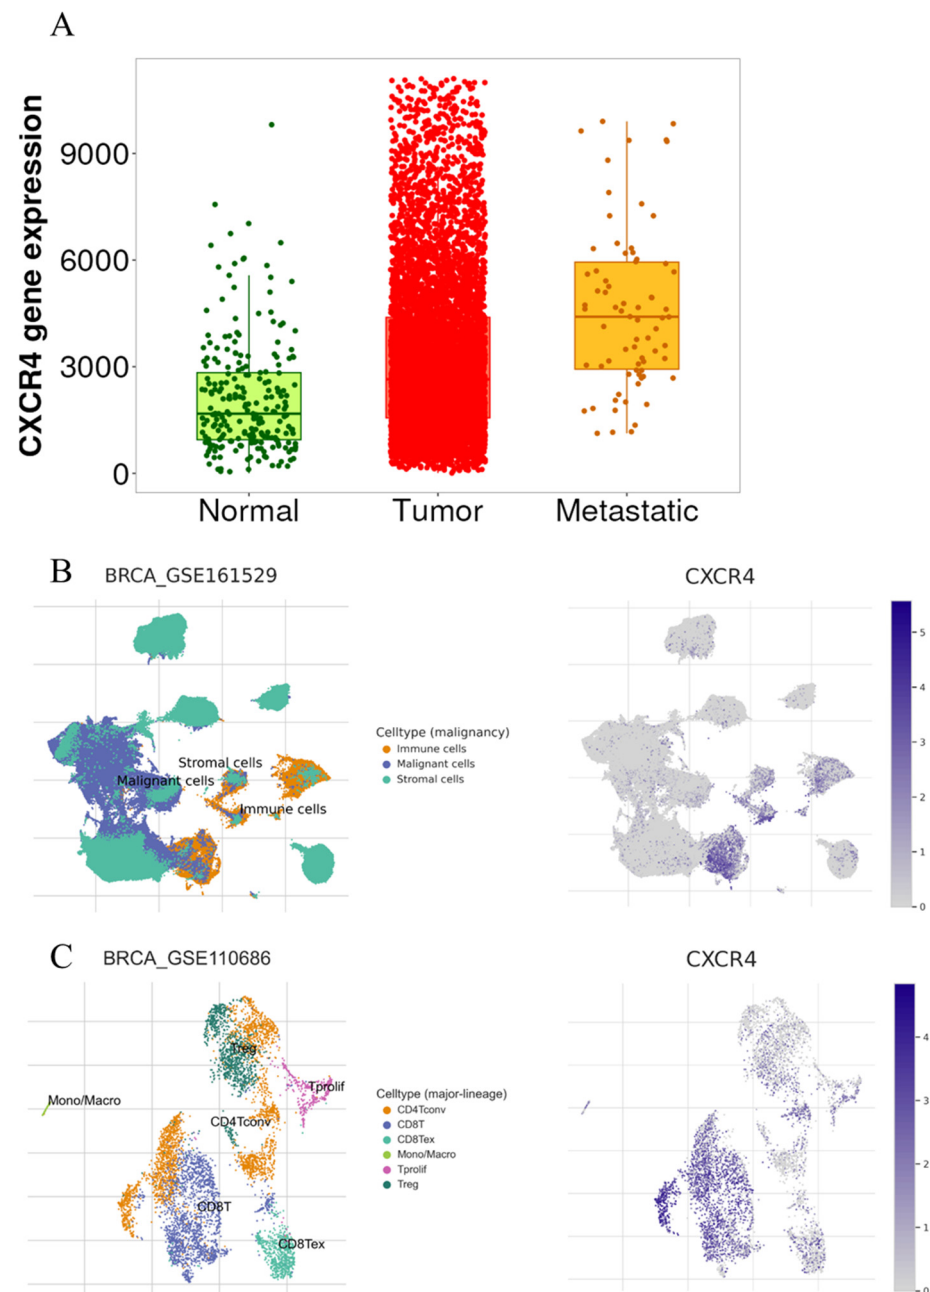 A
CXCR4 gene expression
9000
6000
3000
0
Normal Tumor Metastatic
B
BRCA_GSE161529
CXCR4
Stromal cells
Malignant cells
Immune cells
Celltype (malignancy)
Immune cells
Malignant cells
Stromal cells
5
4
3
2
1
0
C
BRCA_GSE110686
CXCR4
Treg
Tprolif
Mono/Macro
CD4Tconv
CD8T
CD8Tex
Celltype (major-lineage)
CD4Tconv
CD8T
CD8Tex
Mono/Macro
Tprolif
Treg
4
3
2
1
0